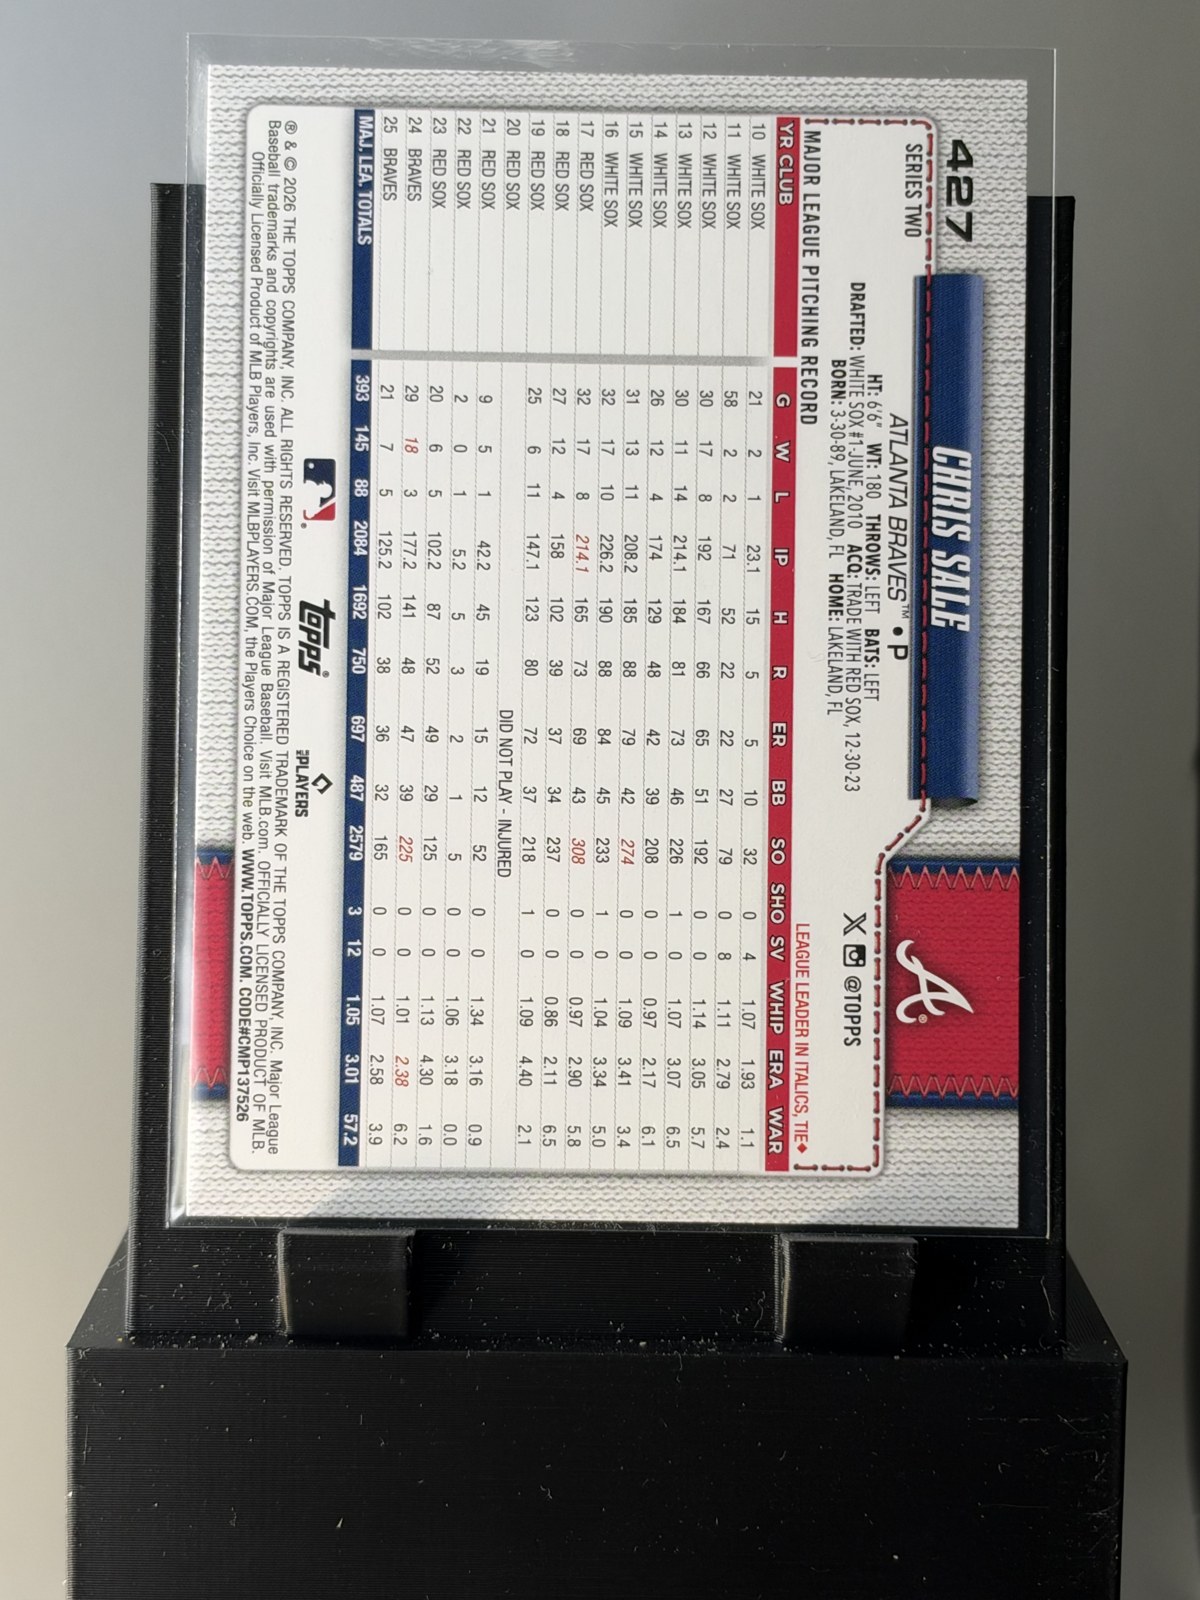 427
SERIES TWO
CHRIS SALE
ATLANTA BRAVES™ • P
HT: 6'6" WT: 180 THROWS: LEFT BATS: LEFT
DRAFTED: WHITE SOX #1-JUNE, 2010 ACQ: TRADE WITH RED SOX, 12-30-23
BORN: 3-30-89, LAKELAND, FL HOME: LAKELAND, FL
X @TOPPS
A®
MAJOR LEAGUE PITCHING RECORD LEAGUE LEADER IN ITALICS, TIE♦
YR CLUB G W L IP H R ER BB SO SHO SV WHIP ERA WAR
10 WHITE SOX 21 2 1 23.1 15 5 5 10 32 0 4 1.07 1.93 1.1
11 WHITE SOX 58 2 2 71 52 22 22 27 79 0 8 1.11 2.79 2.4
12 WHITE SOX 30 17 8 192 167 66 65 51 192 0 0 1.14 3.05 5.7
13 WHITE SOX 30 11 14 214.1 184 81 73 46 226 1 0 1.07 3.07 6.5
14 WHITE SOX 26 12 4 174 129 48 42 39 208 0 0 0.97 2.17 6.1
15 WHITE SOX 31 13 11 208.2 185 88 79 42 274 0 0 1.09 3.41 3.4
16 WHITE SOX 32 17 10 226.2 190 88 84 45 233 1 0 1.04 3.34 5.0
17 RED SOX 32 17 8 214.1 165 73 69 43 308 0 0 0.97 2.90 5.8
18 RED SOX 27 12 4 158 102 39 37 34 237 0 0 0.86 2.11 6.5
19 RED SOX 25 6 11 147.1 123 80 72 37 218 1 0 1.09 4.40 2.1
20 RED SOX DID NOT PLAY - INJURED
21 RED SOX 9 5 1 42.2 45 19 15 12 52 0 0 1.34 3.16 0.9
22 RED SOX 2 0 1 5.2 5 3 2 1 5 0 0 1.06 3.18 0.0
23 RED SOX 20 6 5 102.2 87 52 49 29 125 0 0 1.13 4.30 1.6
24 BRAVES 29 18 3 177.2 141 48 47 39 225 0 0 1.01 2.38 6.2
25 BRAVES 21 7 5 125.2 102 38 36 32 165 0 0 1.07 2.58 3.9
MAJ. LEA. TOTALS 393 145 88 2084 1692 750 697 487 2579 3 12 1.05 3.01 57.2
topps® THE PLAYERS
® & © 2026 THE TOPPS COMPANY, INC. ALL RIGHTS RESERVED. TOPPS IS A REGISTERED TRADEMARK OF THE TOPPS COMPANY, INC. Major League
Baseball trademarks and copyrights are used with permission of Major League Baseball. Visit MLB.com. OFFICIALLY LICENSED PRODUCT OF MLB.
Officially Licensed Product of MLB Players, Inc. Visit MLBPLAYERS.COM, the Players Choice on the web. WWW.TOPPS.COM. CODE#CMP137526